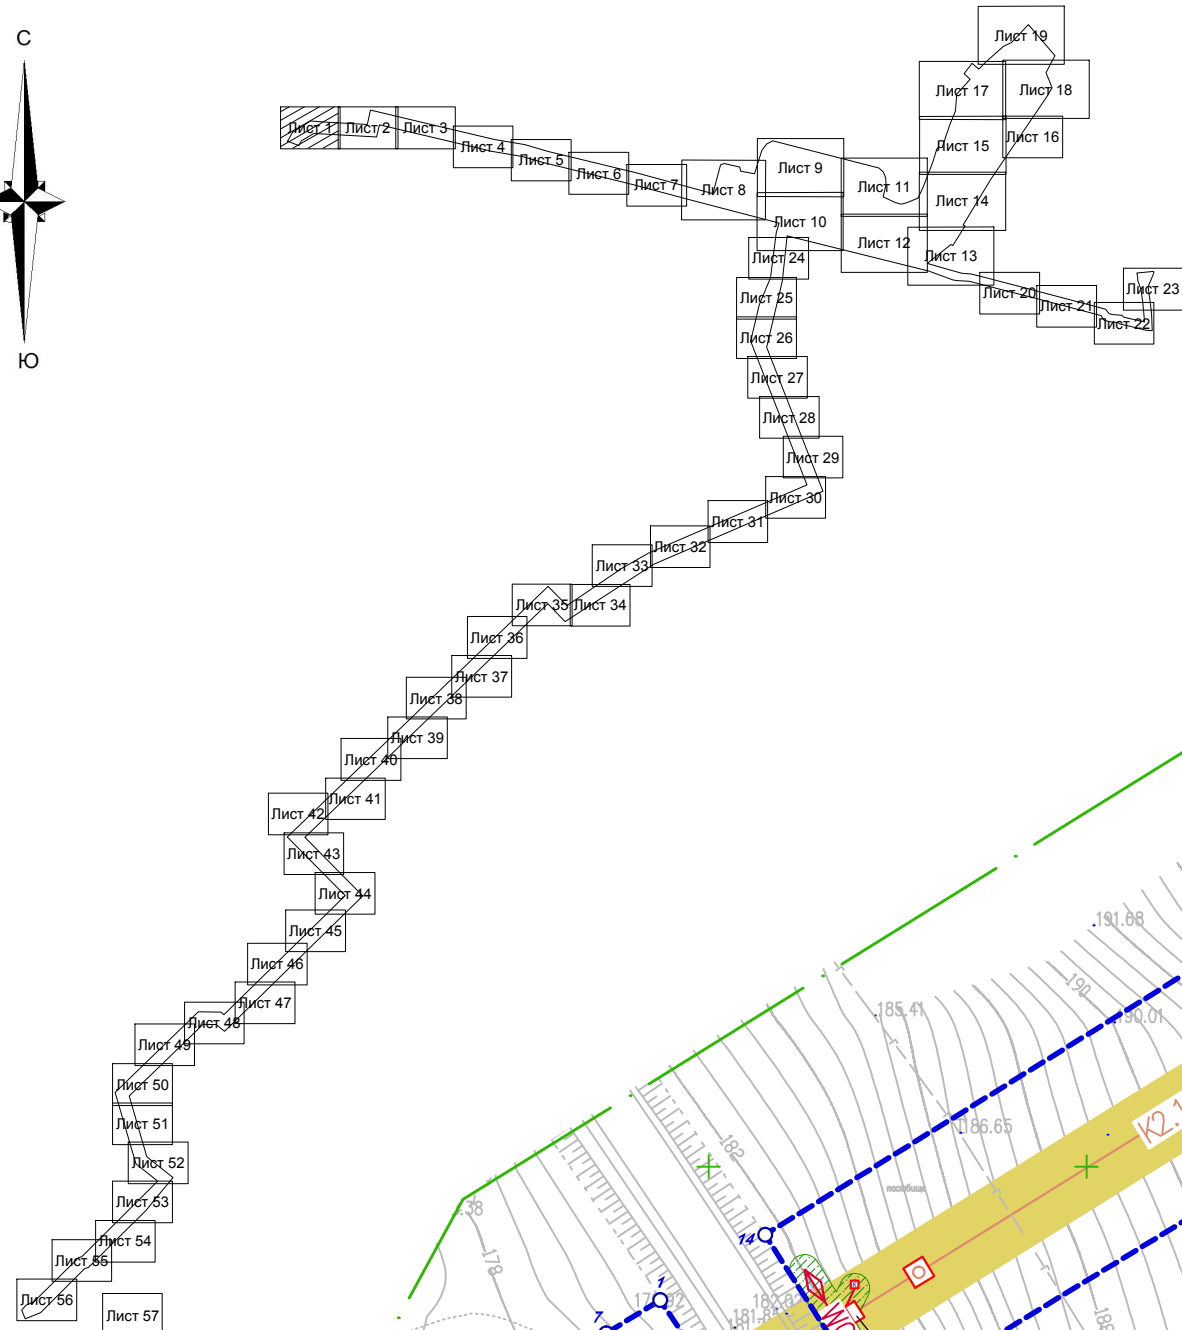 С
Ю
Лист 19
Лист 17
Лист 18
Лист 1
Лист 2
Лист 3
Лист 4
Лист 5
Лист 6
Лист 7
Лист 8
Лист 9
Лист 11
Лист 15
Лист 16
Лист 14
Лист 10
Лист 12
Лист 13
Лист 24
Лист 20
Лист 21
Лист 22
Лист 23
Лист 25
Лист 26
Лист 27
Лист 28
Лист 29
Лист 30
Лист 31
Лист 32
Лист 33
Лист 34
Лист 35
Лист 36
Лист 37
Лист 38
Лист 39
Лист 40
Лист 41
Лист 42
Лист 43
Лист 44
Лист 45
Лист 46
Лист 47
Лист 48
Лист 49
Лист 50
Лист 51
Лист 52
Лист 53
Лист 54
Лист 55
Лист 56
Лист 57
191.68
190
190.01
185.41
186.65
182
178
К2.1
14
1
7